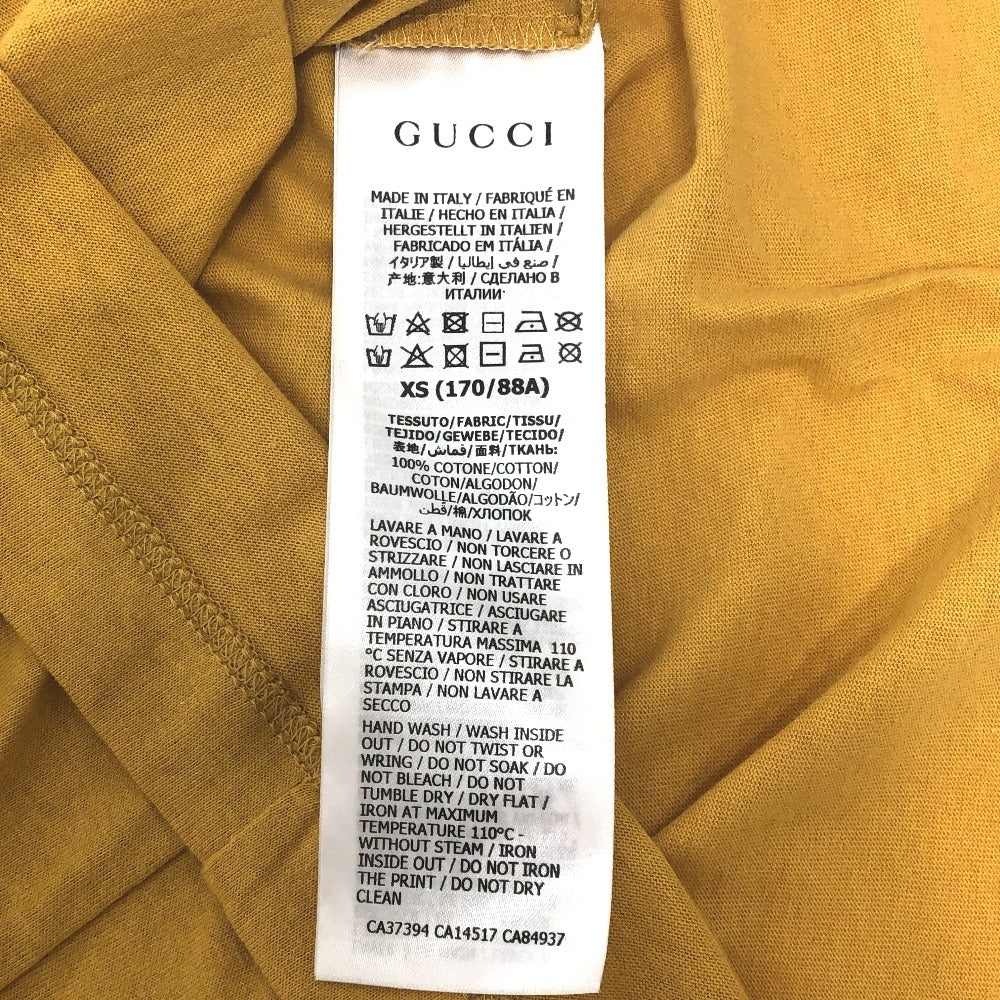 GUCCI
MADE IN ITALY / FABRIQUÉ EN
ITALIE / HECHO EN ITALIA /
HERGESTELLT IN ITALIEN /
FABRICADO EM ITÁLIA /
イタリア製 / صنع في إيطاليا /
产地:意大利 / СДЕЛАНО В
ИТАЛИИ
XS (170/88A)
TESSUTO/FABRIC/TISSU/
TEJIDO/GEWEBE/TECIDO/
表地/قماش/面料/ТКАНЬ:
100% COTONE/COTTON/
COTON/ALGODON/
BAUMWOLLE/ALGODÃO/コットン/
قطن/棉/ХЛОПОК
LAVARE A MANO / LAVARE A
ROVESCIO / NON TORCERE O
STRIZZARE / NON LASCIARE IN
AMMOLLO / NON TRATTARE
CON CLORO / NON USARE
ASCIUGATRICE / ASCIUGARE
IN PIANO / STIRARE A
TEMPERATURA MASSIMA 110
°C SENZA VAPORE / STIRARE A
ROVESCIO / NON STIRARE LA
STAMPA / NON LAVARE A
SECCO
HAND WASH / WASH INSIDE
OUT / DO NOT TWIST OR
WRING / DO NOT SOAK / DO
NOT BLEACH / DO NOT
TUMBLE DRY / DRY FLAT /
IRON AT MAXIMUM
TEMPERATURE 110°C -
WITHOUT STEAM / IRON
INSIDE OUT / DO NOT IRON
THE PRINT / DO NOT DRY
CLEAN
CA37394 CA14517 CA84937